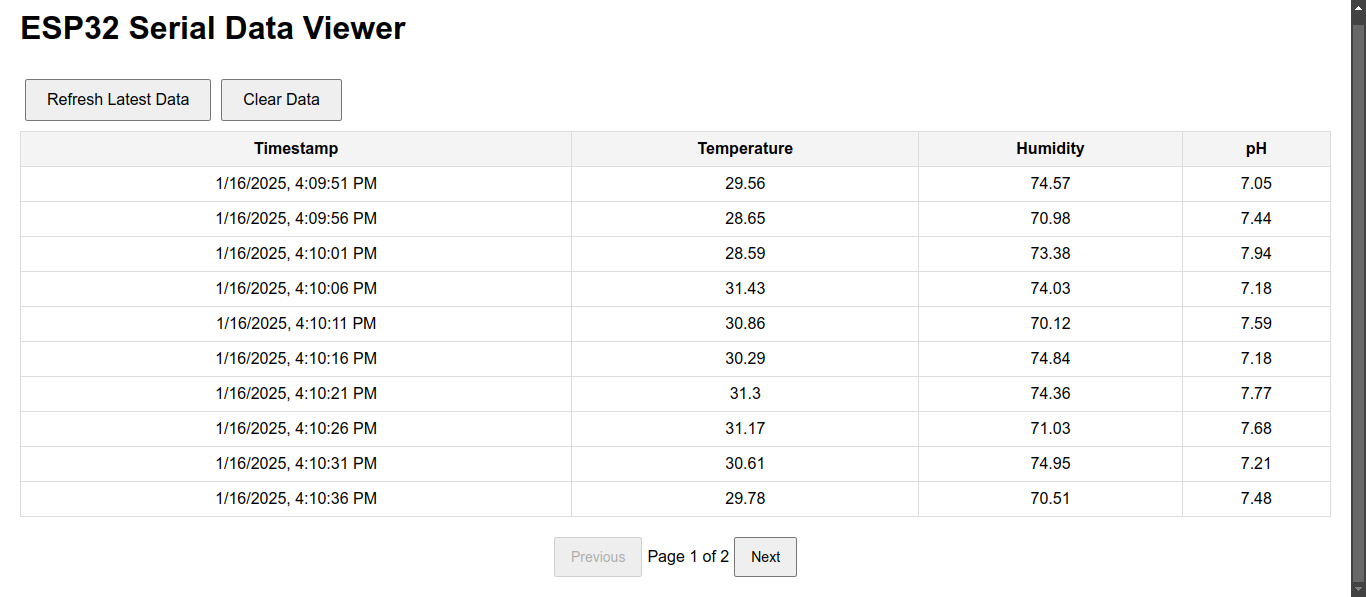 ESP32 Serial Data Viewer
Refresh Latest Data Clear Data
Timestamp Temperature Humidity pH
1/16/2025, 4:09:51 PM 29.56 74.57 7.05
1/16/2025, 4:09:56 PM 28.65 70.98 7.44
1/16/2025, 4:10:01 PM 28.59 73.38 7.94
1/16/2025, 4:10:06 PM 31.43 74.03 7.18
1/16/2025, 4:10:11 PM 30.86 70.12 7.59
1/16/2025, 4:10:16 PM 30.29 74.84 7.18
1/16/2025, 4:10:21 PM 31.3 74.36 7.77
1/16/2025, 4:10:26 PM 31.17 71.03 7.68
1/16/2025, 4:10:31 PM 30.61 74.95 7.21
1/16/2025, 4:10:36 PM 29.78 70.51 7.48
Previous Page 1 of 2 Next